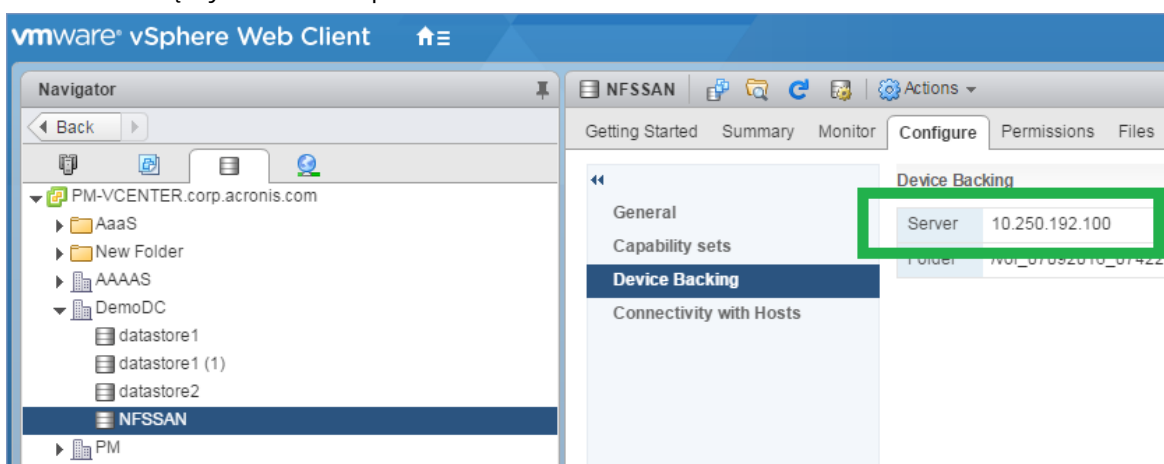 vmware® vSphere Web Client
Navigator
Back
PM-VCENTER.corp.acronis.com
AaaS
New Folder
AAAAS
DemoDC
datastore1
datastore1 (1)
datastore2
NFSSAN
PM
NFSSAN Actions
Getting Started Summary Monitor Configure Permissions Files
General
Capability sets
Device Backing
Connectivity with Hosts
Device Backing
Server 10.250.192.100
Folder